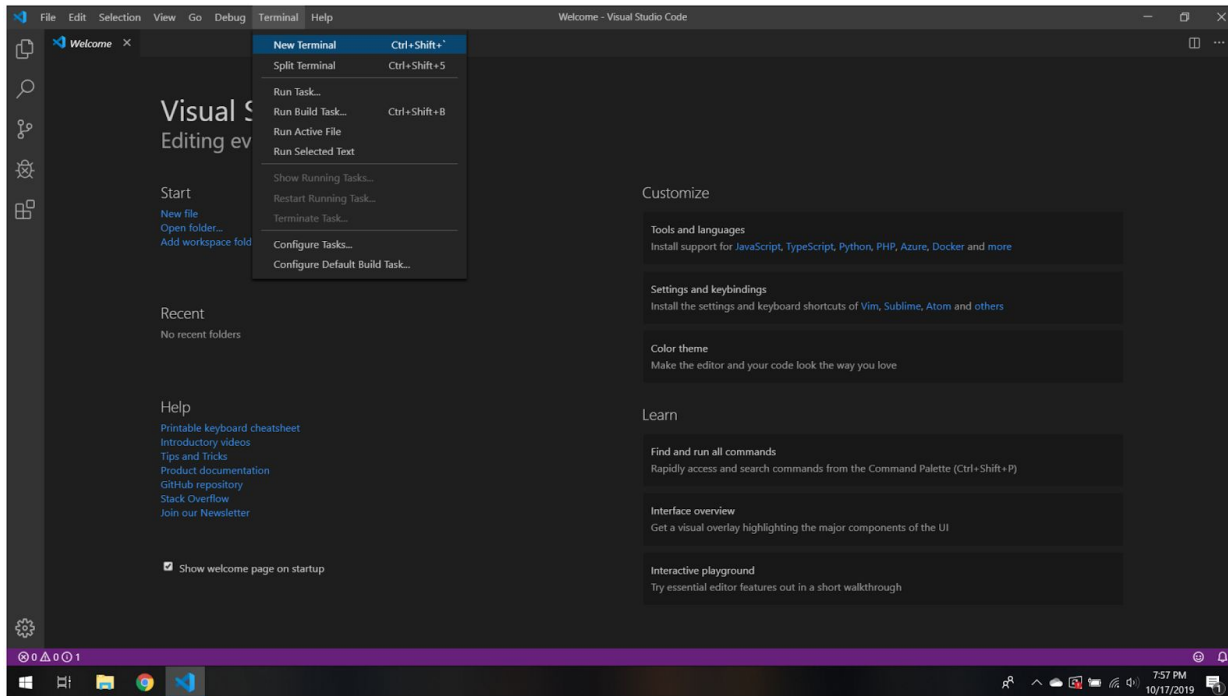 File Edit Selection View Go Debug Terminal Help
Welcome - Visual Studio Code
Welcome
New Terminal Ctrl+Shift+`
Split Terminal Ctrl+Shift+5
Run Task...
Run Build Task... Ctrl+Shift+B
Run Active File
Run Selected Text
Show Running Tasks...
Restart Running Task...
Terminate Task...
Configure Tasks...
Configure Default Build Task...
Visual S
Editing ev
Start
New file
Open folder...
Add workspace fold
Recent
No recent folders
Help
Printable keyboard cheatsheet
Introductory videos
Tips and Tricks
Product documentation
GitHub repository
Stack Overflow
Join our Newsletter
Show welcome page on startup
Customize
Tools and languages
Install support for JavaScript, TypeScript, Python, PHP, Azure, Docker and more
Settings and keybindings
Install the settings and keyboard shortcuts of Vim, Sublime, Atom and others
Color theme
Make the editor and your code look the way you love
Learn
Find and run all commands
Rapidly access and search commands from the Command Palette (Ctrl+Shift+P)
Interface overview
Get a visual overlay highlighting the major components of the UI
Interactive playground
Try essential editor features out in a short walkthrough
0 0 1
7:57 PM
10/17/2019